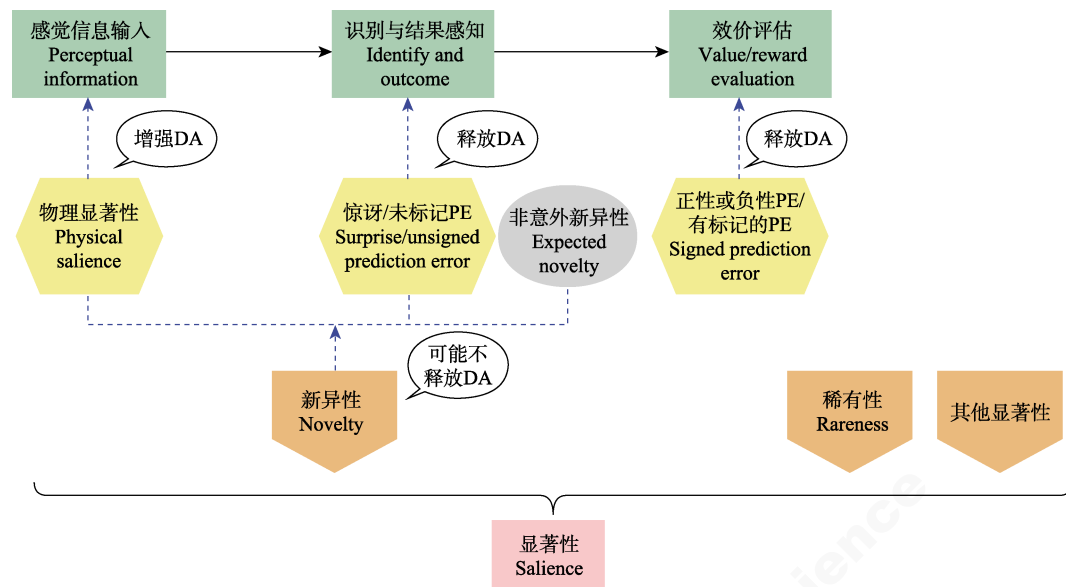 感觉信息输入
Perceptual
information
识别与结果感知
Identify and
outcome
效价评估
Value/reward
evaluation
增强DA
释放DA
释放DA
物理显著性
Physical
salience
惊讶/未标记PE
Surprise/unsigned
prediction error
非意外新异性
Expected
novelty
正性或负性PE/
有标记的PE
Signed prediction
error
可能不
释放DA
新异性
Novelty
稀有性
Rareness
其他显著性
显著性
Salience
ience